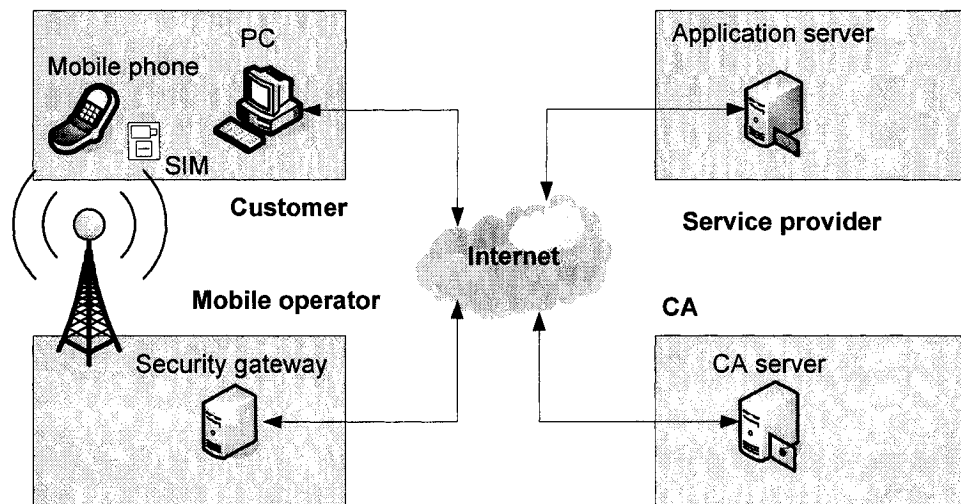 PC
Mobile phone
SIM
Customer
Application server
Service provider
Internet
Mobile operator
Security gateway
CA
CA server